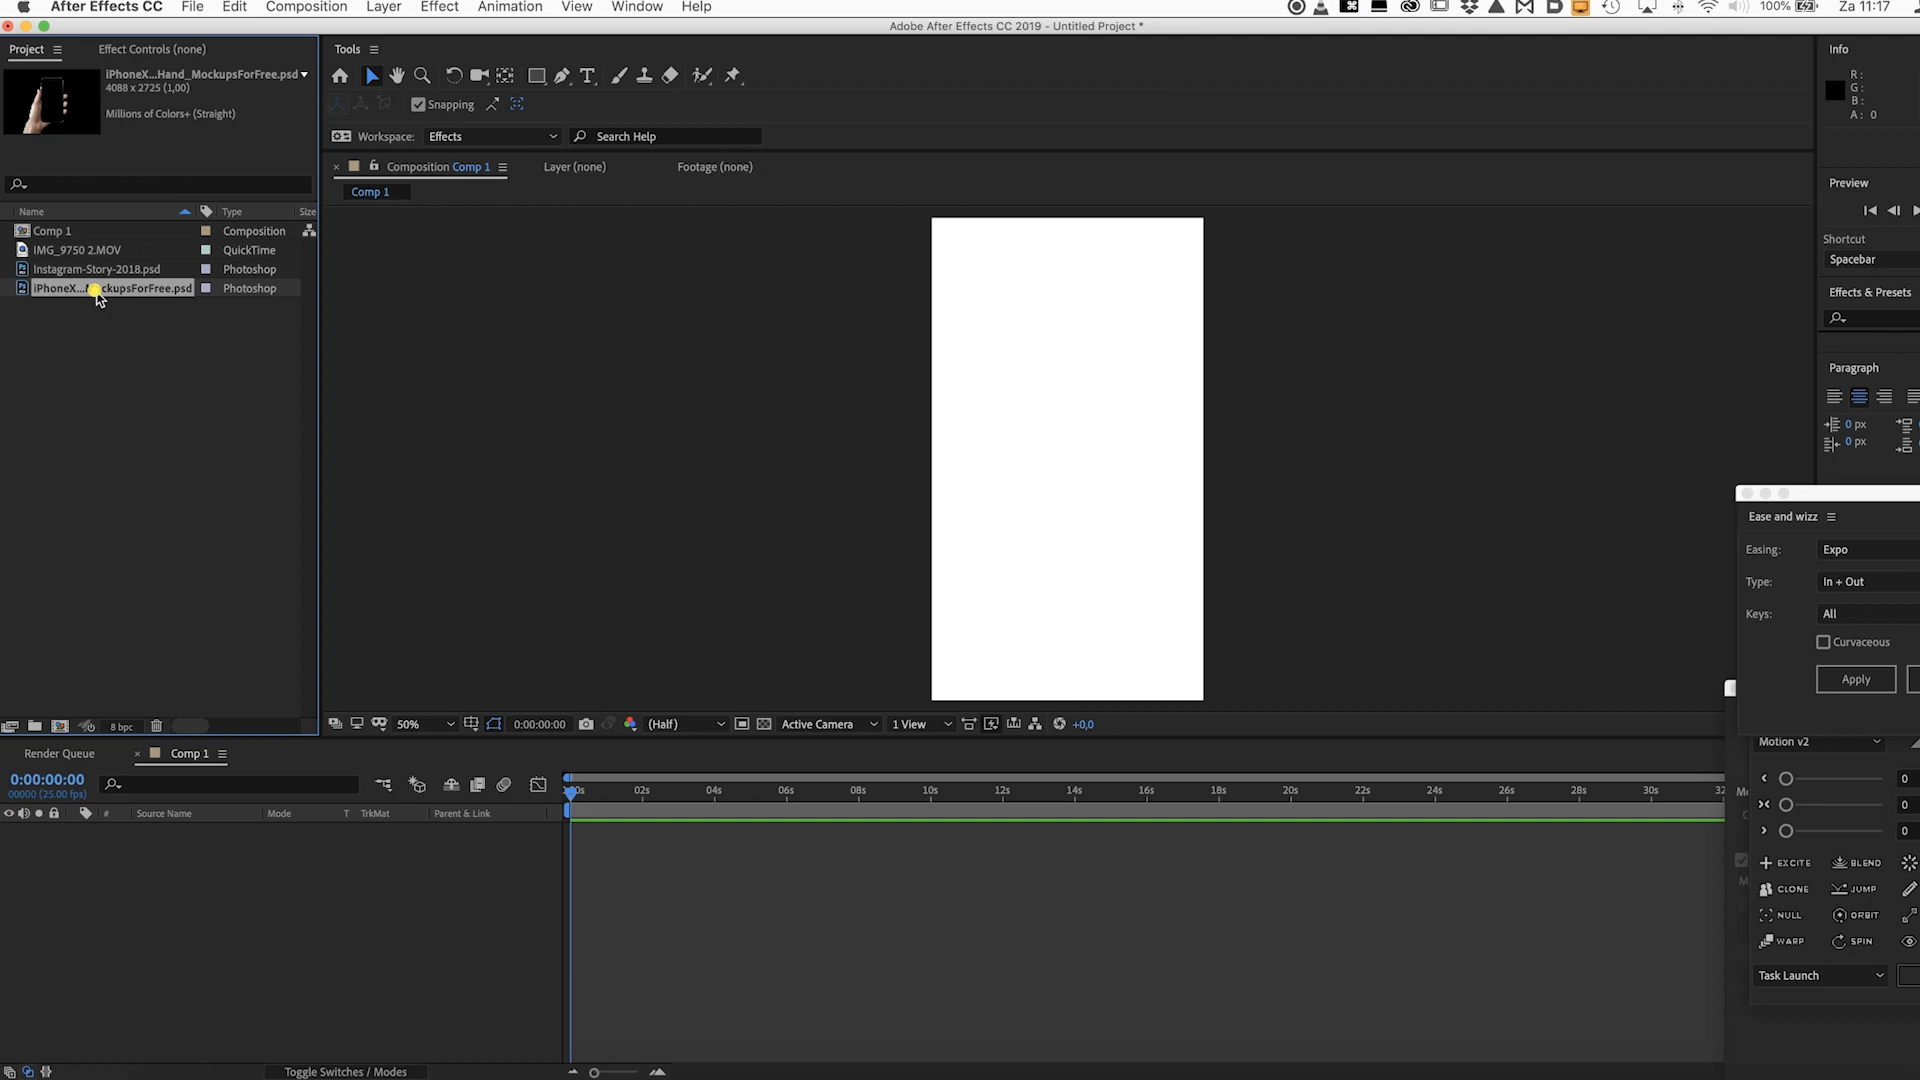 After Effects CC File Edit Composition Layer Effect Animation View Window Help 100% Za 11:17
Adobe After Effects CC 2019 - Untitled Project *
Project Effect Controls (none)
iPhoneX...Hand_MockupsForFree.psd
4088 x 2725 (1,00)
Millions of Colors+ (Straight)
Name Type Size
Comp 1 Composition
IMG_9750 2.MOV QuickTime
Instagram-Story-2018.psd Photoshop
iPhoneX...MockupsForFree.psd Photoshop
8 bpc
Tools
Snapping
Workspace: Effects Search Help
Composition Comp 1 Layer (none) Footage (none)
Comp 1
50% 0:00:00:00 (Half) Active Camera 1 View +0,0
Info
R:
G:
B:
A: 0
Preview
Shortcut
Spacebar
Effects & Presets
Paragraph
0 px
0 px
Ease and wizz
Easing: Expo
Type: In + Out
Keys: All
Curvaceous
Apply
Motion v2
0
0
0
EXCITE BLEND
CLONE JUMP
NULL ORBIT
WARP SPIN
Task Launch
Render Queue Comp 1
0:00:00:00
00000 (25.00 fps)
02s 04s 06s 08s 10s 12s 14s 16s 18s 20s 22s 24s 26s 28s 30s 32
# Source Name Mode T TrkMat Parent & Link
Toggle Switches / Modes